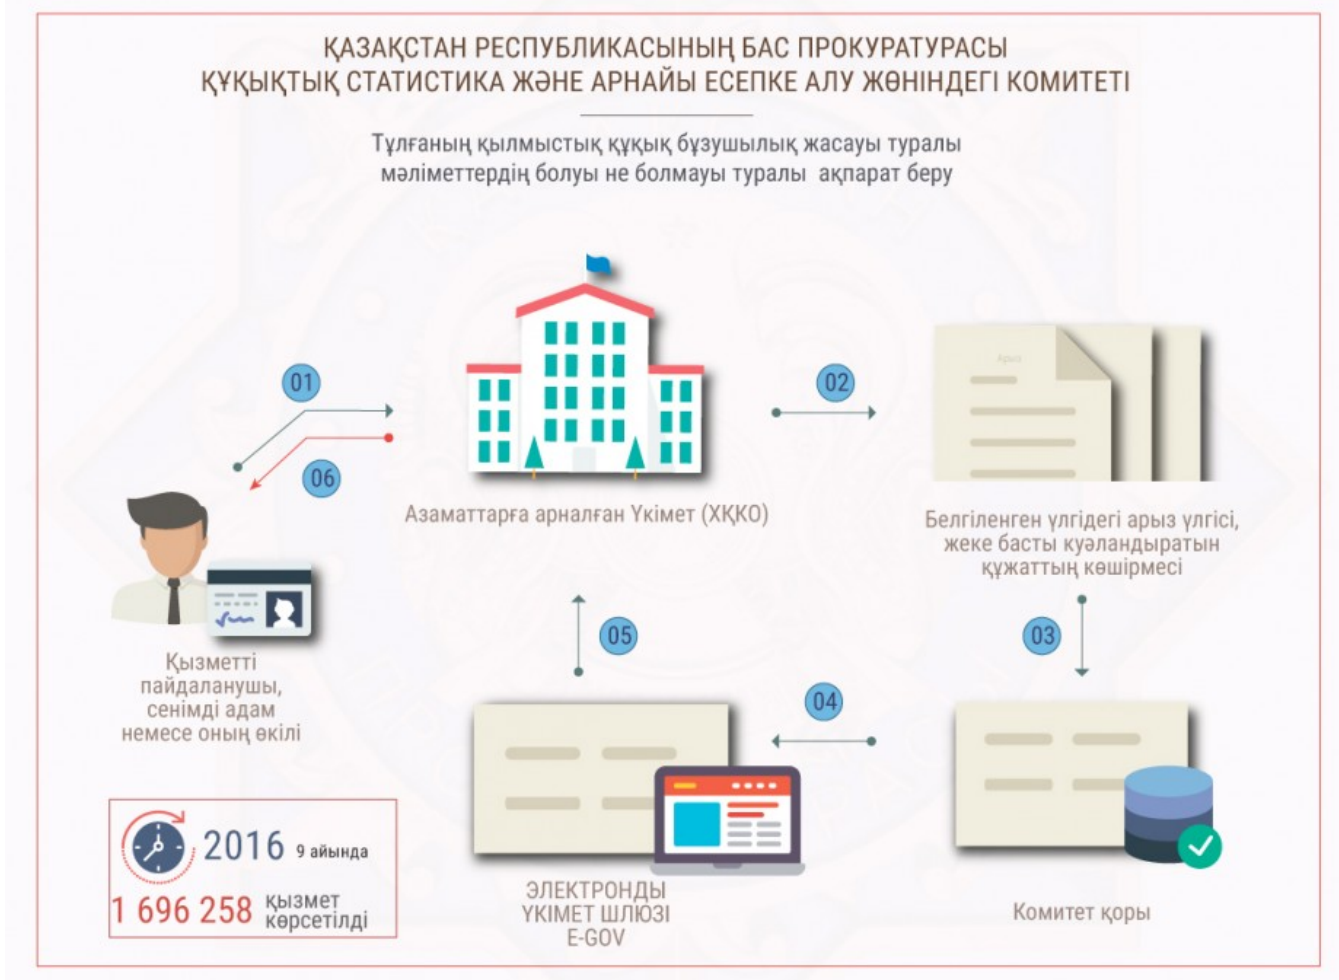 ҚАЗАҚСТАН РЕСПУБЛИКАСЫНЫҢ БАС ПРОКУРАТУРАСЫ
ҚҰҚЫҚТЫҚ СТАТИСТИКА ЖӘНЕ АРНАЙЫ ЕСЕПКЕ АЛУ ЖӨНІНДЕГІ КОМИТЕТІ
Тұлғаның қылмыстық құқық бұзушылық жасауы туралы
мәліметтердің болуы не болмауы туралы ақпарат беру
01
02
Арыз
06
Азаматтарға арналған Үкімет (ХҚКО)
Белгіленген үлгідегі арыз үлгісі,
жеке басты куәландыратын
құжаттың көшірмесі
05
03
Қызметті
пайдаланушы,
сенімді адам
немесе оның өкілі
04
2016 9 айында
1 696 258 қызмет
көрсетілді
ЭЛЕКТРОНДЫ
ҮКІМЕТ ШЛЮЗІ
E-GOV
Комитет қоры